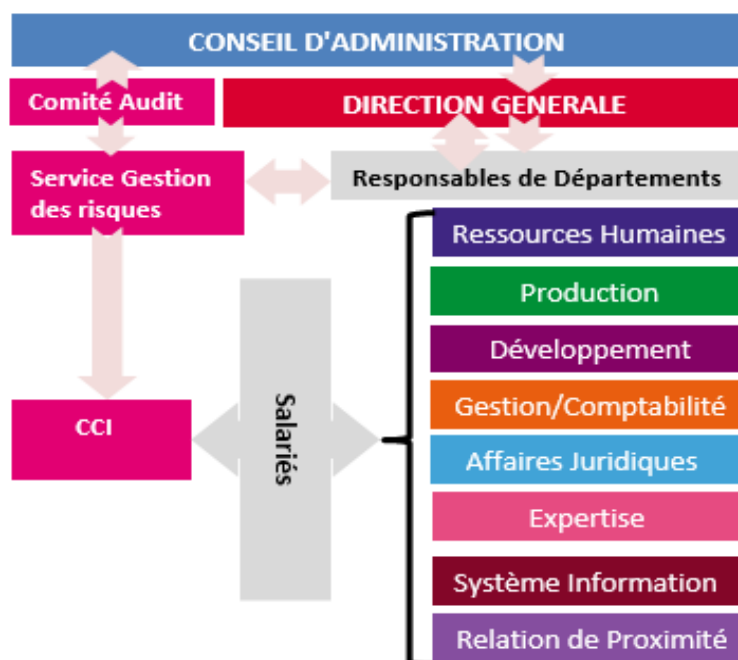 CONSEIL D'ADMINISTRATION
Comité Audit
DIRECTION GENERALE
Service Gestion
des risques
Responsables de Départements
Ressources Humaines
Production
Développement
Gestion/Comptabilité
CCI
Salariés
Affaires Juridiques
Expertise
Système Information
Relation de Proximité